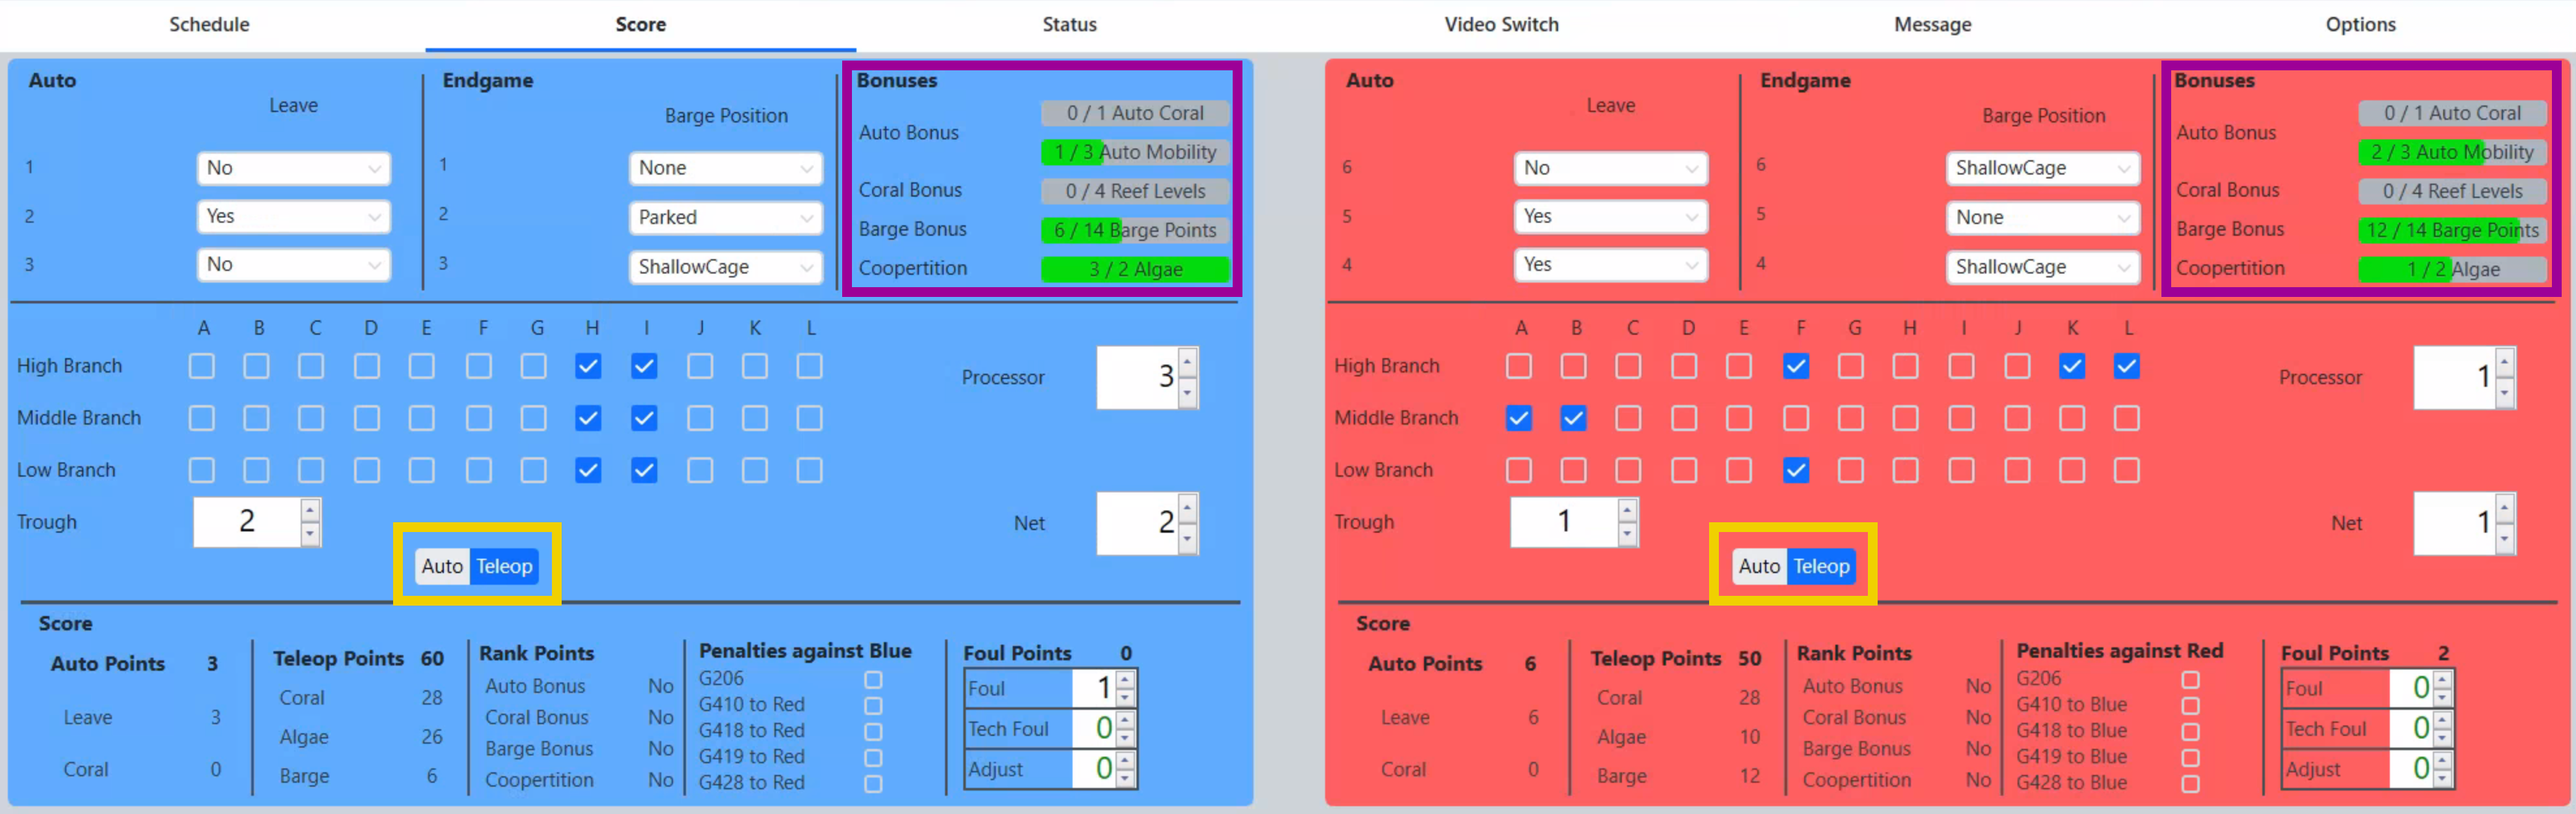 Schedule Score Status Video Switch Message Options
Auto
Leave
1 No
2 Yes
3 No
Endgame
Barge Position
1 None
2 Parked
3 ShallowCage
Bonuses
Auto Bonus
0 / 1 Auto Coral
1 / 3 Auto Mobility
Coral Bonus 0 / 4 Reef Levels
Barge Bonus 6 / 14 Barge Points
Coopertition 3 / 2 Algae
A B C D E F G H I J K L
High Branch
Middle Branch
Low Branch
Trough 2
Processor 3
Net 2
Auto Teleop
Score
Auto Points 3
Leave 3
Coral 0
Teleop Points 60
Coral 28
Algae 26
Barge 6
Rank Points
Auto Bonus No
Coral Bonus No
Barge Bonus No
Coopertition No
Penalties against Blue
G206
G410 to Red
G418 to Red
G419 to Red
G428 to Red
Foul Points 0
Foul 1
Tech Foul 0
Adjust 0
Auto
Leave
6 No
5 Yes
4 Yes
Endgame
Barge Position
6 ShallowCage
5 None
4 ShallowCage
Bonuses
Auto Bonus
0 / 1 Auto Coral
2 / 3 Auto Mobility
Coral Bonus 0 / 4 Reef Levels
Barge Bonus 12 / 14 Barge Points
Coopertition 1 / 2 Algae
A B C D E F G H I J K L
High Branch
Middle Branch
Low Branch
Trough 1
Processor 1
Net 1
Auto Teleop
Score
Auto Points 6
Leave 6
Coral 0
Teleop Points 50
Coral 28
Algae 10
Barge 12
Rank Points
Auto Bonus No
Coral Bonus No
Barge Bonus No
Coopertition No
Penalties against Red
G206
G410 to Blue
G418 to Blue
G419 to Blue
G428 to Blue
Foul Points 2
Foul 0
Tech Foul 0
Adjust 0